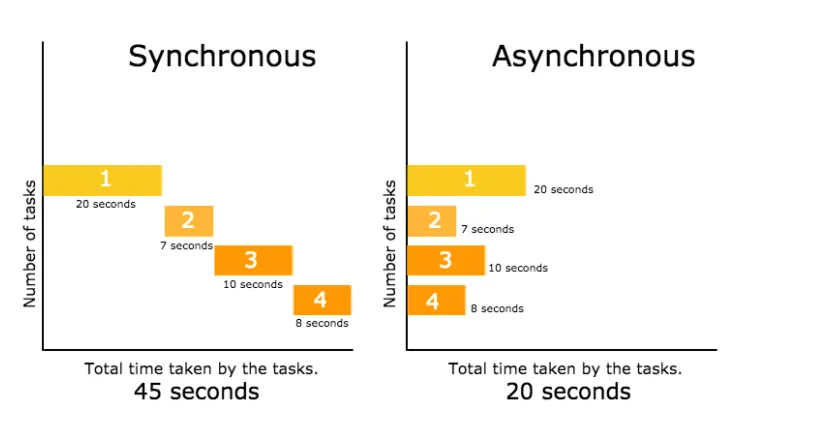 Synchronous
Number of tasks
1
20 seconds
2
7 seconds
3
10 seconds
4
8 seconds
Total time taken by the tasks.
45 seconds
Asynchronous
Number of tasks
1
20 seconds
2
7 seconds
3
10 seconds
4
8 seconds
Total time taken by the tasks.
20 seconds